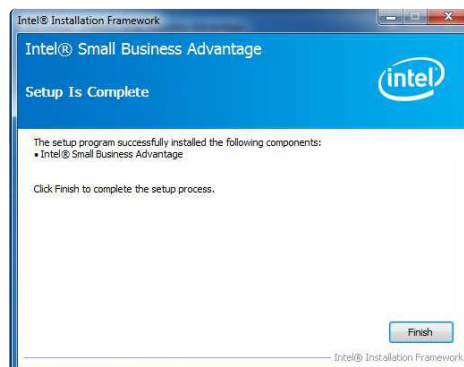 Intel® Installation Framework
Intel® Small Business Advantage
Setup Is Complete
intel
The setup program successfully installed the following components:
• Intel® Small Business Advantage
Click Finish to complete the setup process.
Finish
Intel® Installation Framework